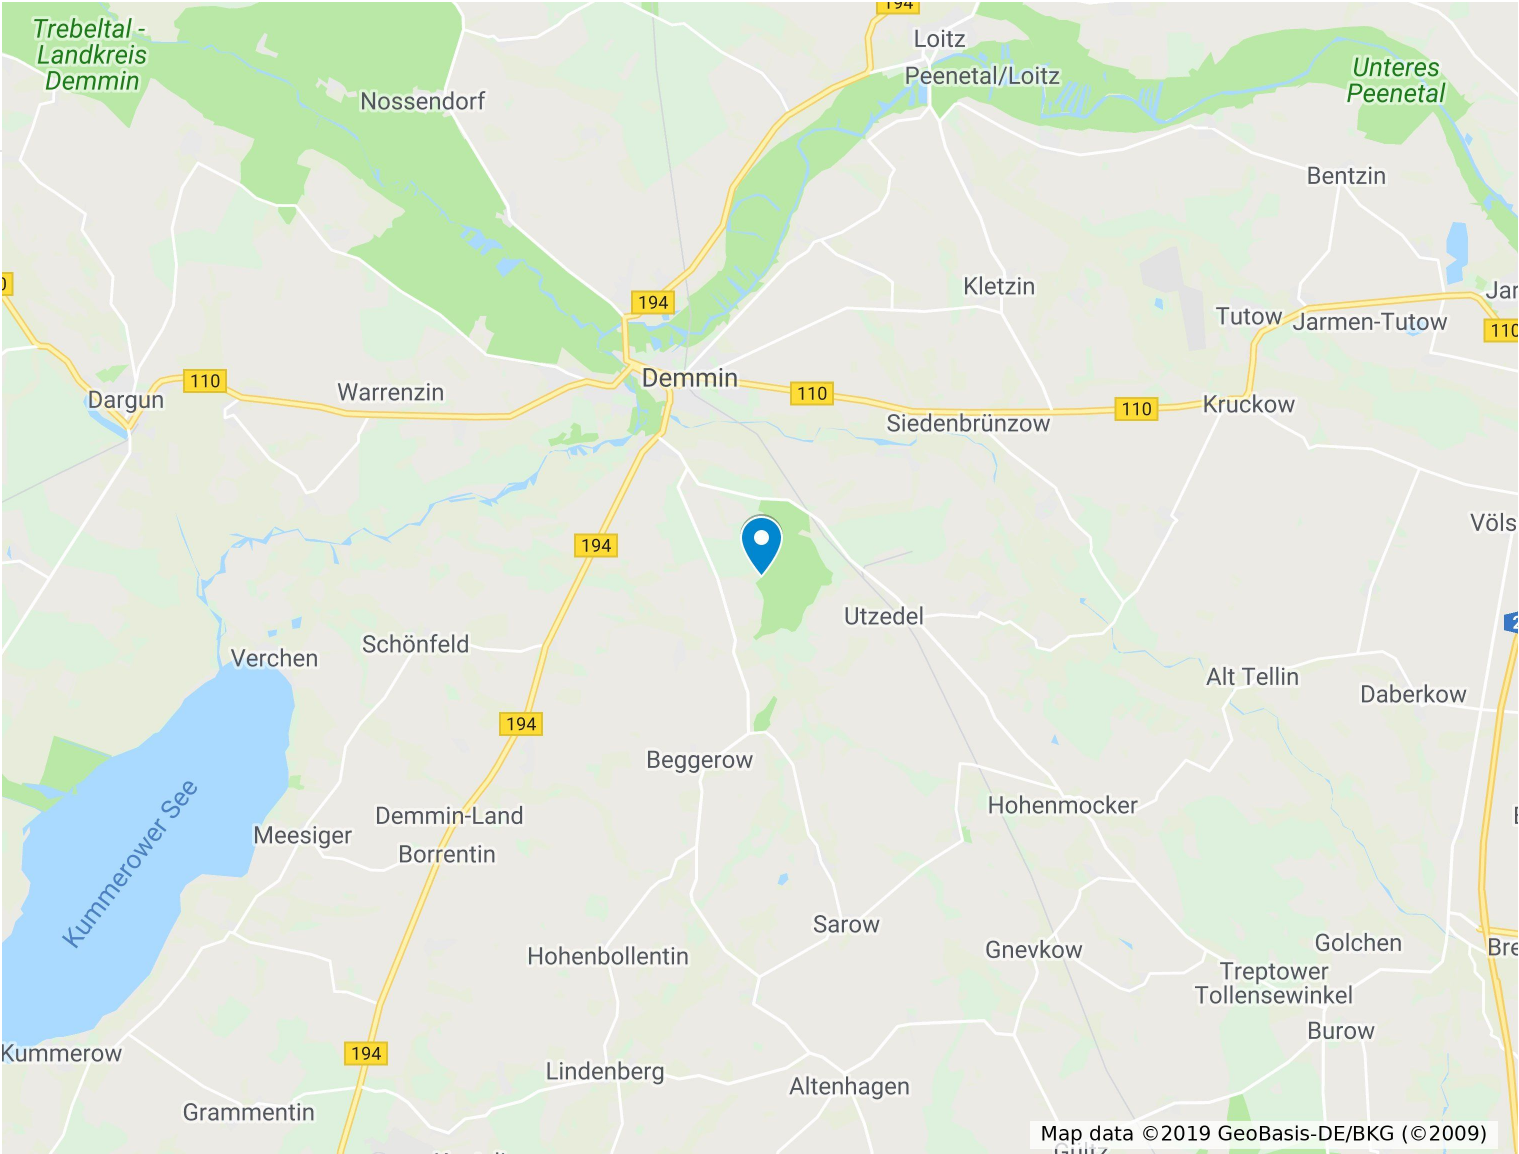 194
Trebeltal -
Landkreis
Demmin
Loitz
Peenetal/Loitz
Unteres
Peenetal
Nossendorf
Bentzin
Kletzin
194
Tutow
Jarmen-Tutow
110
Demmin
110
Warrenzin
110
Dargun
110
Kruckow
Siedenbrünzow
194
Utzedel
Schönfeld
Verchen
Alt Tellin
Daberkow
194
Beggerow
Hohenmocker
Demmin-Land
Meesiger
Borrentin
Kummerower See
Sarow
Golchen
Gnevkow
Hohenbollentin
Treptower
Tollensewinkel
Burow
194
Kummerow
Lindenberg
Altenhagen
Grammentin
Map data ©2019 GeoBasis-DE/BKG (©2009)